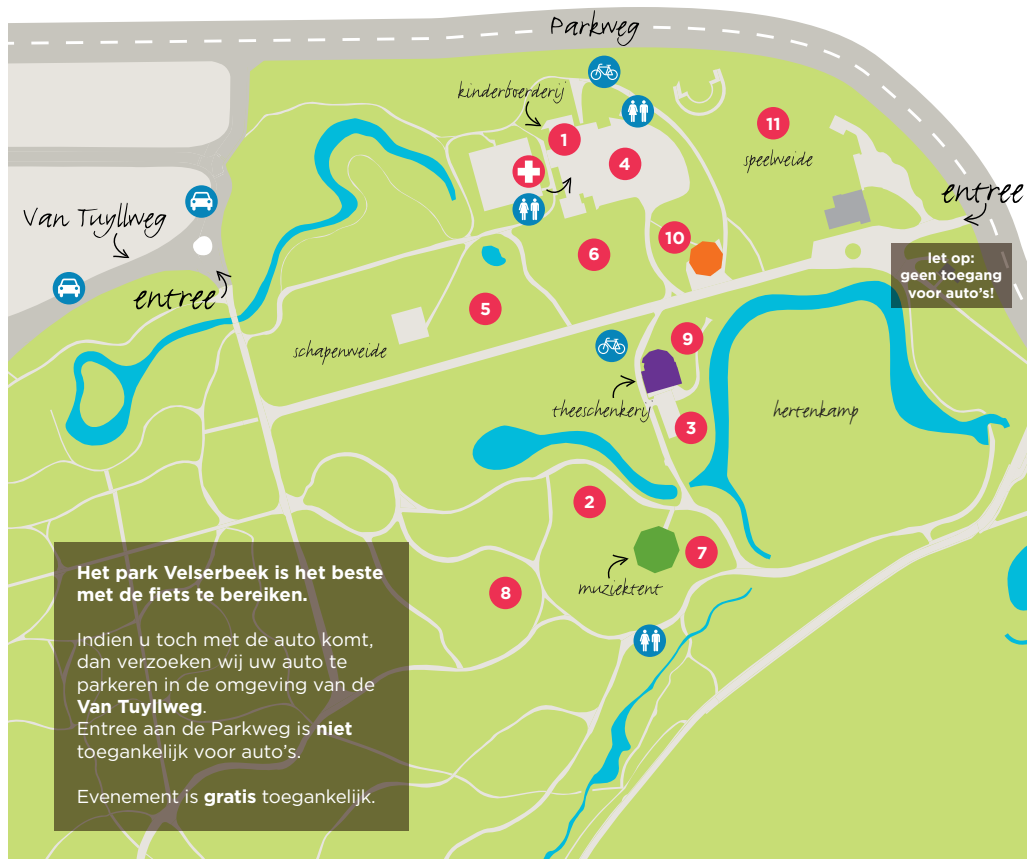 Parkweg
kinderboerderij
1
4
11
speelweide
Van Tuyllweg
entree
entree
let op:
geen toegang
voor auto's!
10
6
5
schapenweide
9
theeschenkerij
3
hertenkamp
2
7
muziektent
8
Het park Velserbeek is het beste
met de fiets te bereiken.
Indien u toch met de auto komt,
dan verzoeken wij uw auto te
parkeren in de omgeving van de
Van Tuyllweg.
Entree aan de Parkweg is niet
toegankelijk voor auto's.
Evenement is gratis toegankelijk.